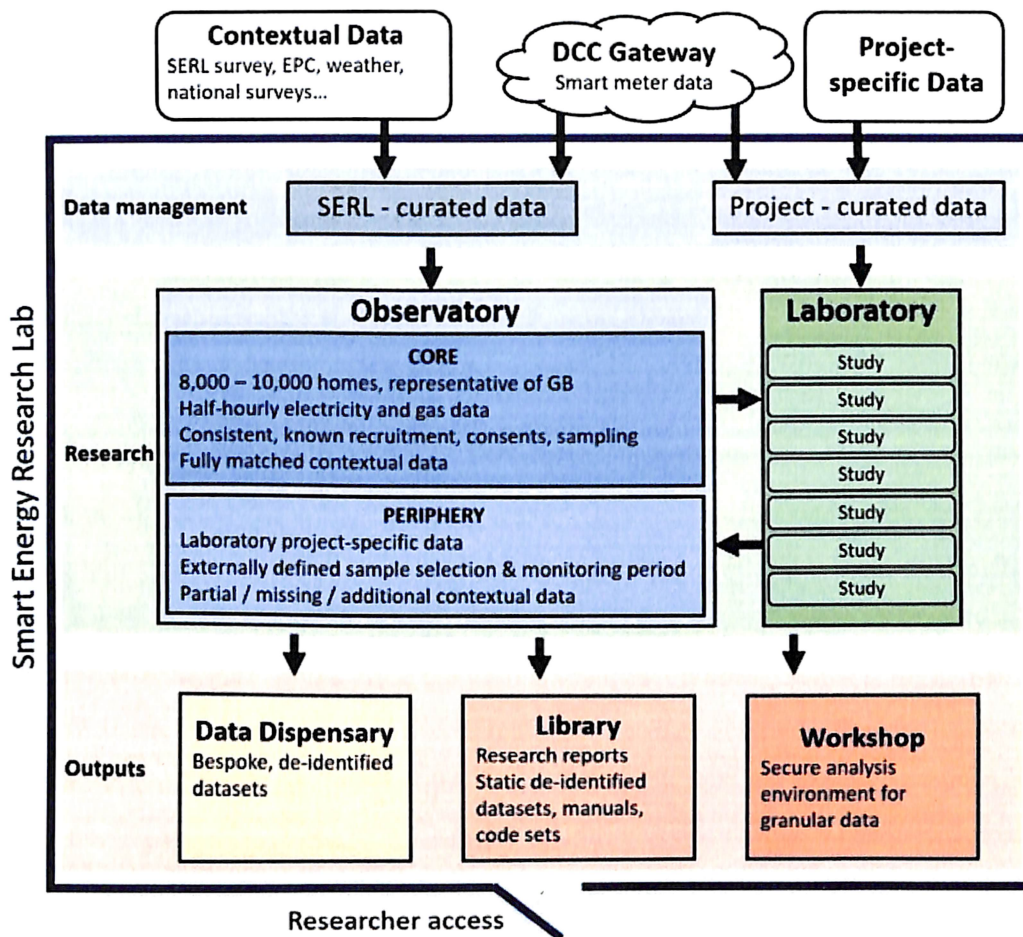 Contextual Data
SERL survey, EPC, weather,
national surveys...
DCC Gateway
Smart meter data
Project-
specific Data
Smart Energy Research Lab
Data management
SERL - curated data
Project - curated data
Research
Observatory
CORE
8,000 – 10,000 homes, representative of GB
Half-hourly electricity and gas data
Consistent, known recruitment, consents, sampling
Fully matched contextual data
PERIPHERY
Laboratory project-specific data
Externally defined sample selection & monitoring period
Partial / missing / additional contextual data
Laboratory
Study
Study
Study
Study
Study
Study
Study
Outputs
Data Dispensary
Bespoke, de-identified
datasets
Library
Research reports
Static de-identified
datasets, manuals,
code sets
Workshop
Secure analysis
environment for
granular data
Researcher access